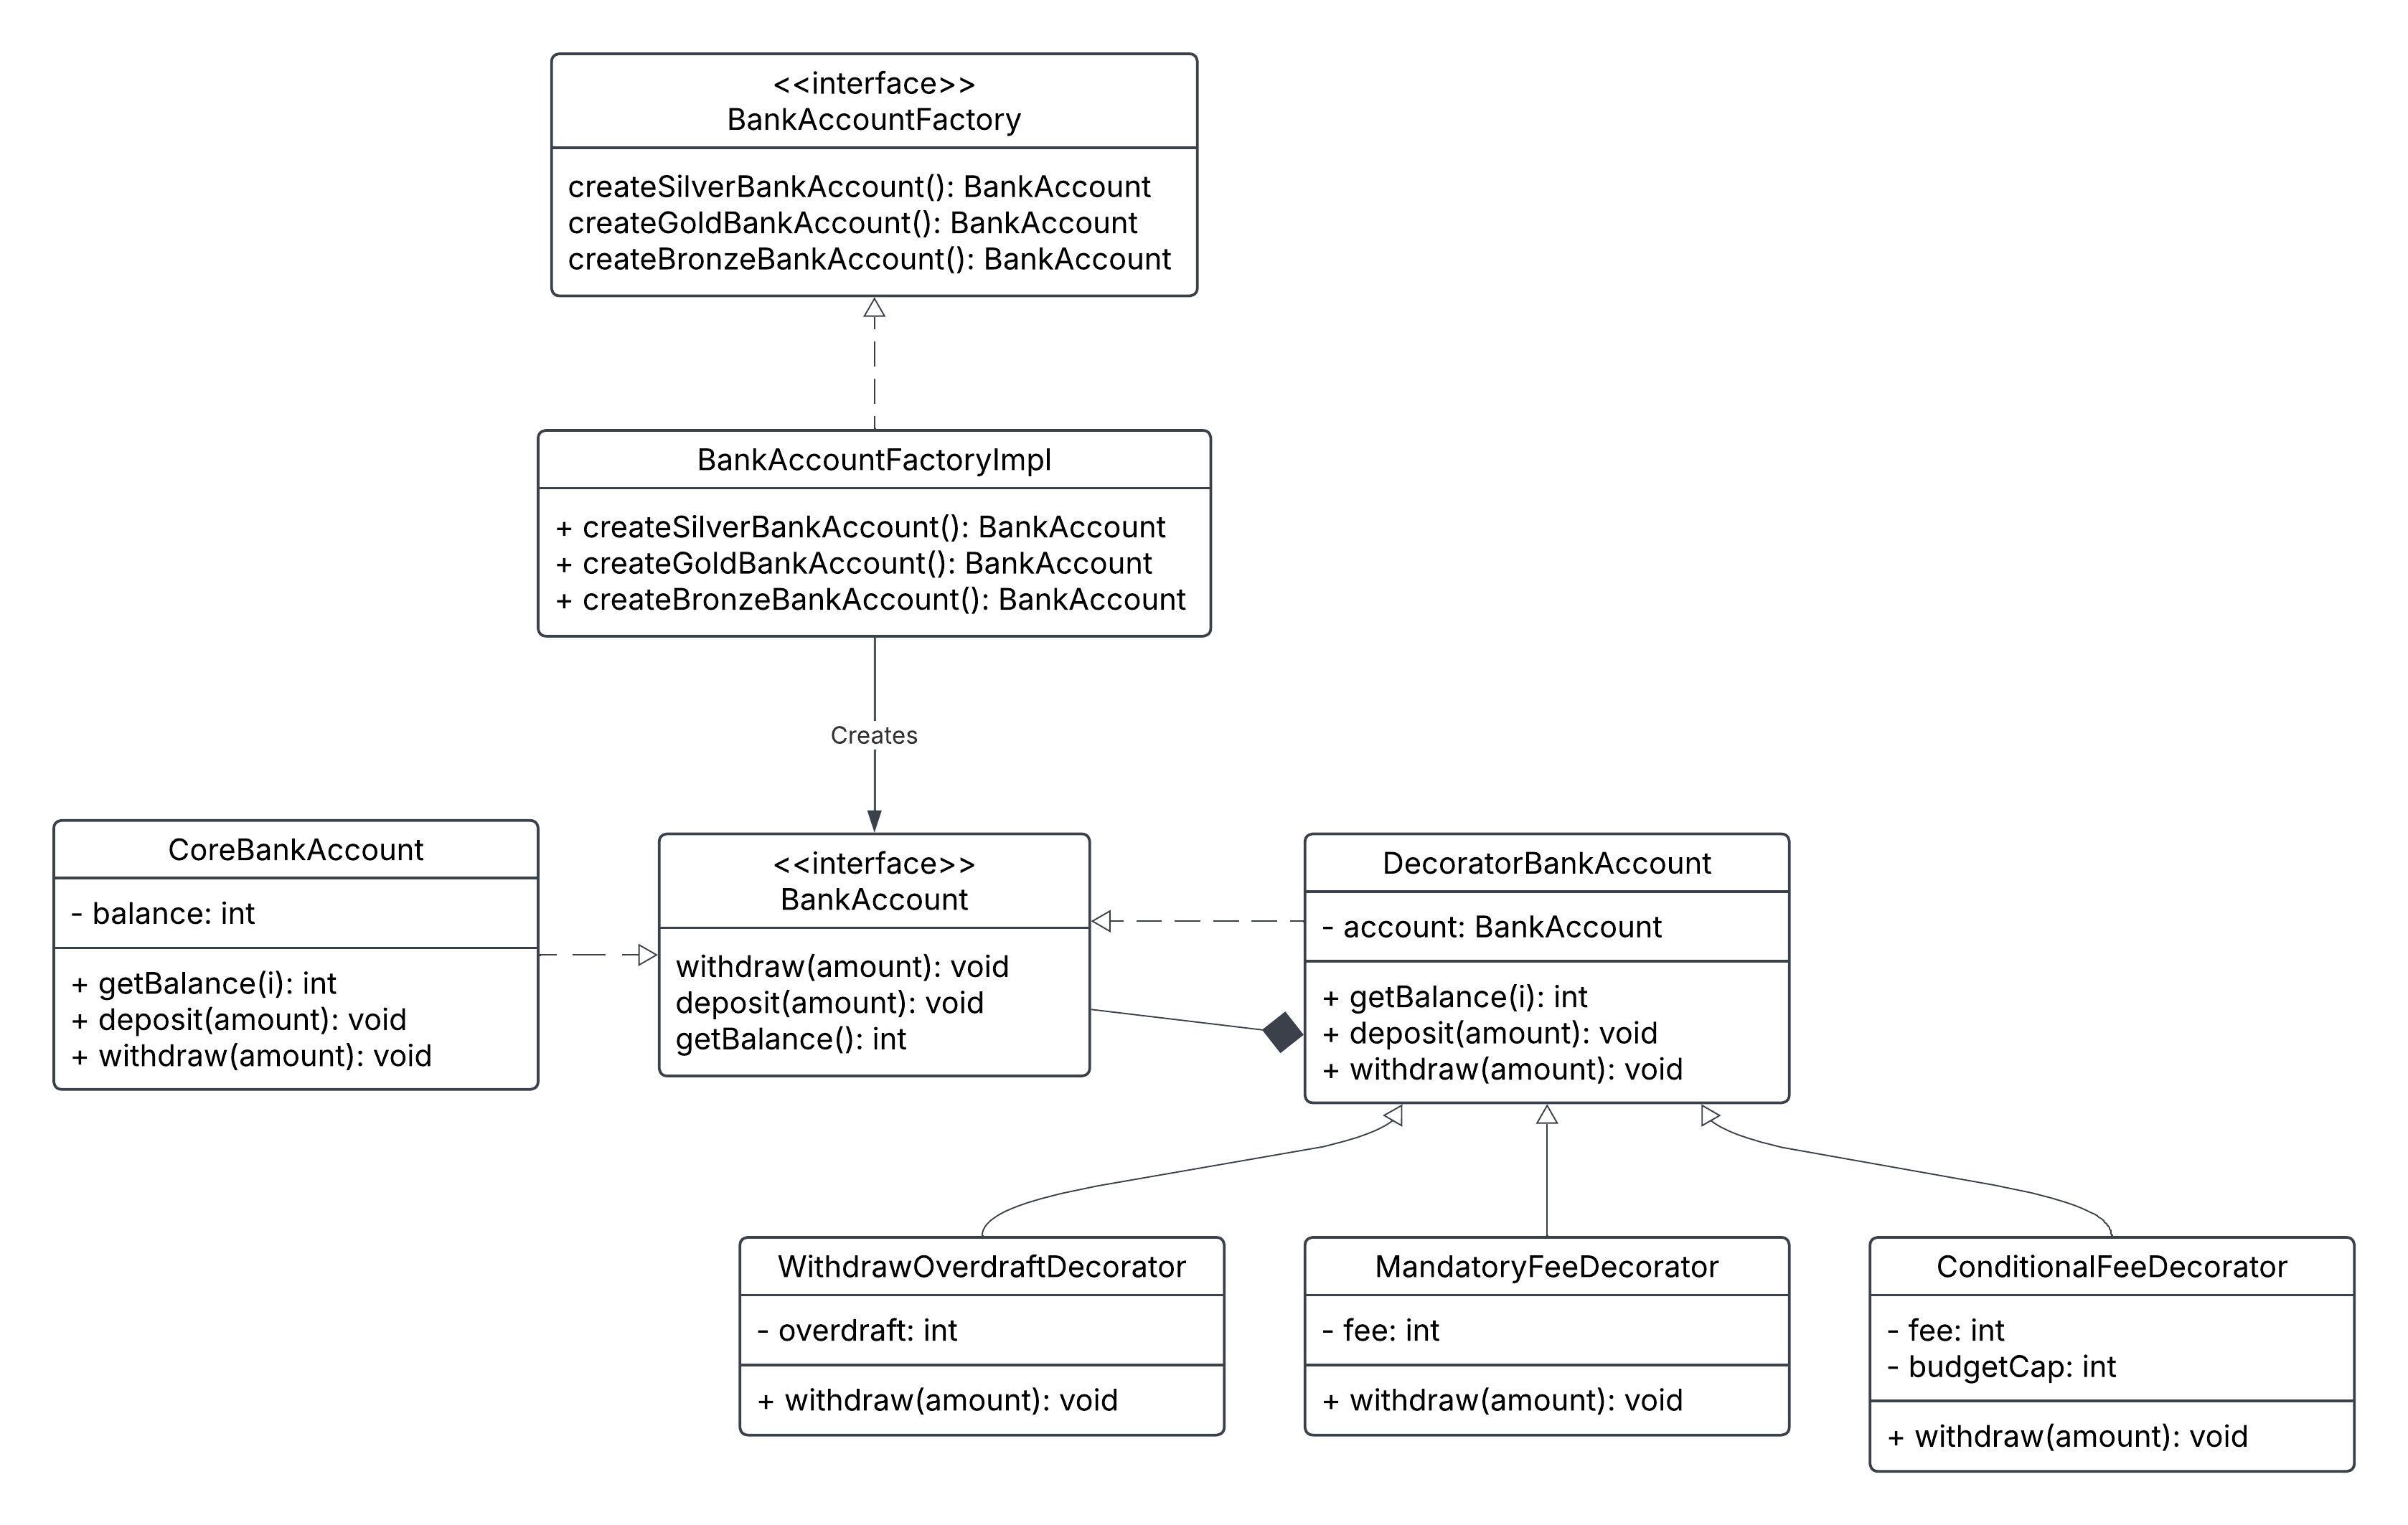 <<interface>>
BankAccountFactory
createSilverBankAccount(): BankAccount
createGoldBankAccount(): BankAccount
createBronzeBankAccount(): BankAccount
BankAccountFactoryImpl
+ createSilverBankAccount(): BankAccount
+ createGoldBankAccount(): BankAccount
+ createBronzeBankAccount(): BankAccount
Creates
CoreBankAccount
- balance: int
+ getBalance(i): int
+ deposit(amount): void
+ withdraw(amount): void
<<interface>>
BankAccount
withdraw(amount): void
deposit(amount): void
getBalance(): int
DecoratorBankAccount
- account: BankAccount
+ getBalance(i): int
+ deposit(amount): void
+ withdraw(amount): void
WithdrawOverdraftDecorator
- overdraft: int
+ withdraw(amount): void
MandatoryFeeDecorator
- fee: int
+ withdraw(amount): void
ConditionalFeeDecorator
- fee: int
- budgetCap: int
+ withdraw(amount): void